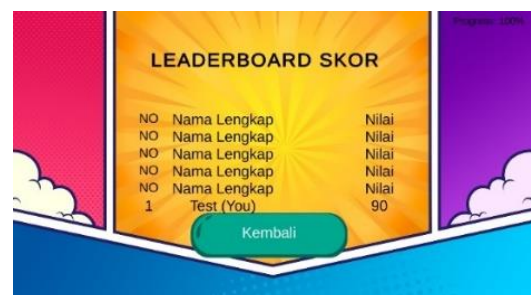 Progress: 100%
LEADERBOARD SKOR
NO Nama Lengkap Nilai
NO Nama Lengkap Nilai
NO Nama Lengkap Nilai
NO Nama Lengkap Nilai
NO Nama Lengkap Nilai
1 Test (You) 90
Kembali